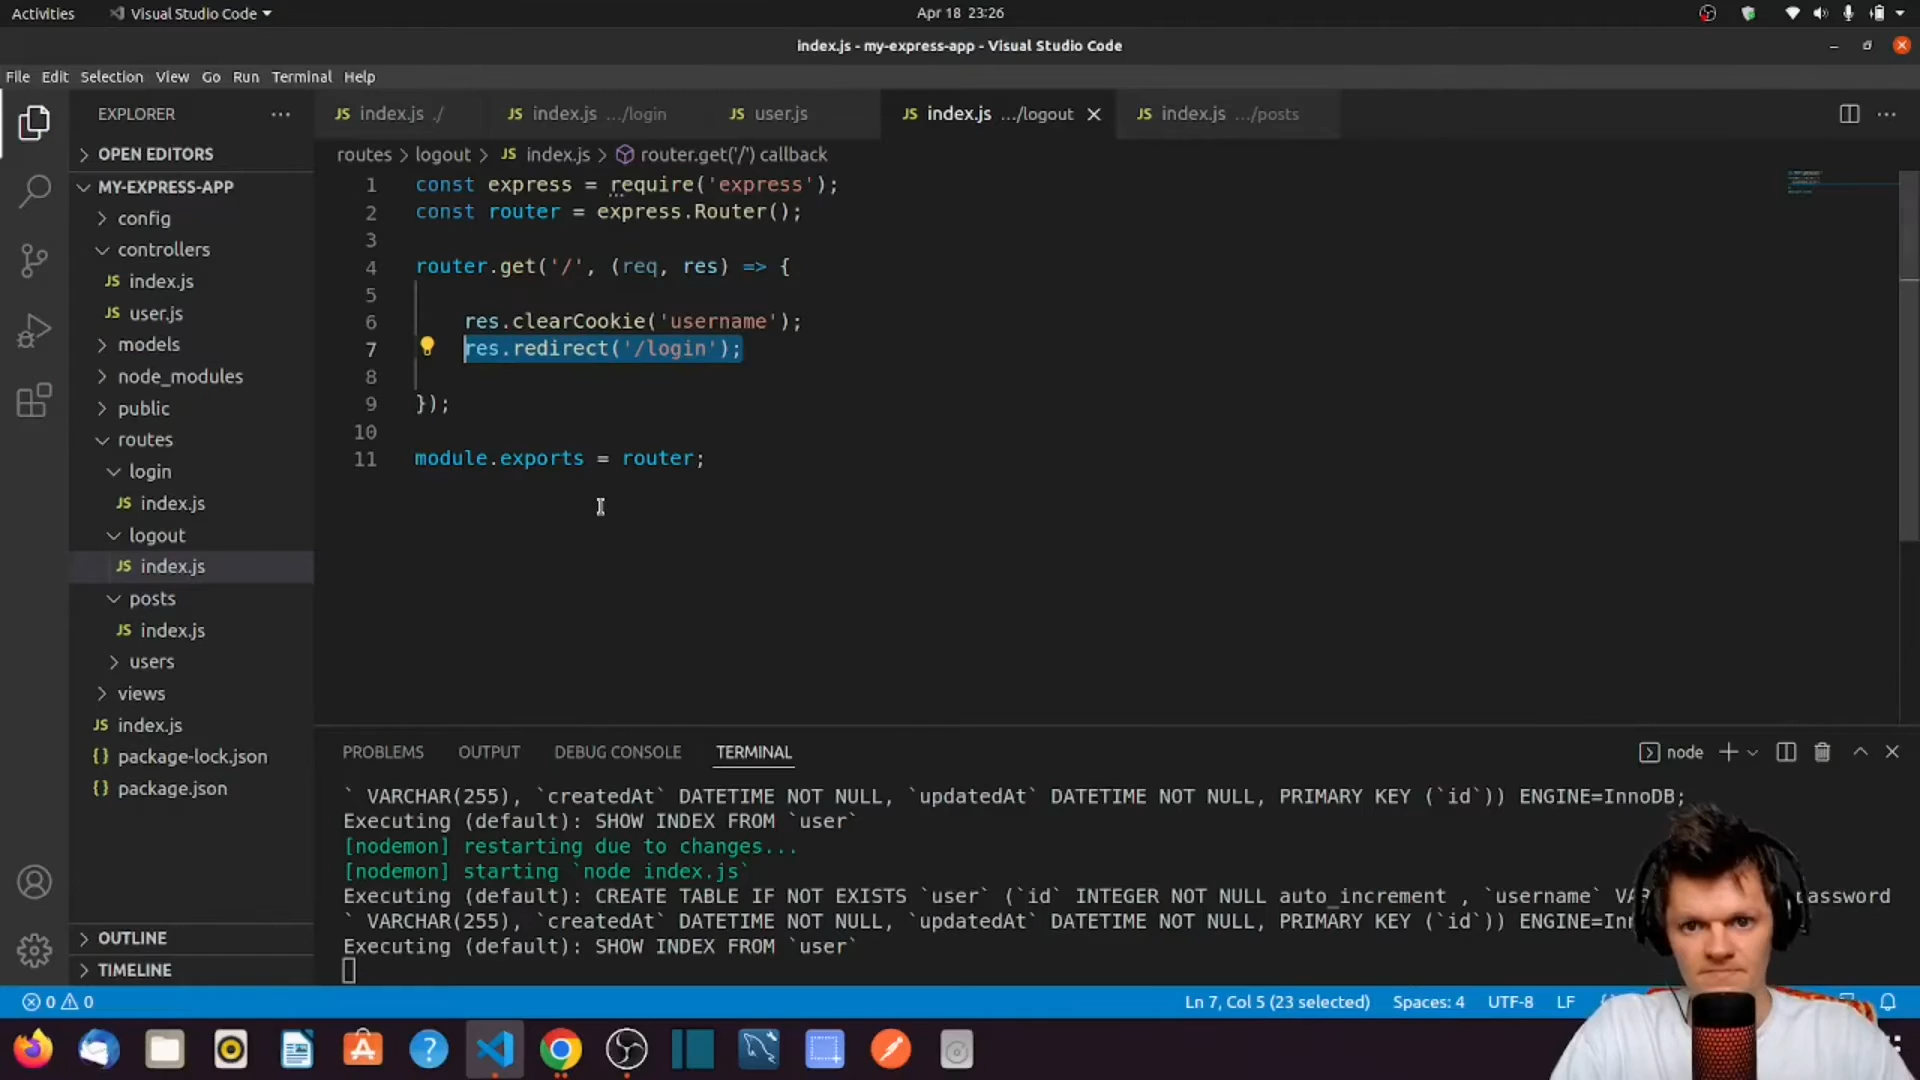 Activities
Visual Studio Code
Apr 18 23:26
index.js - my-express-app - Visual Studio Code
File Edit Selection View Go Run Terminal Help
EXPLORER
JS index.js ./
JS index.js .../login
JS user.js
JS index.js .../logout
JS index.js .../posts
OPEN EDITORS
MY-EXPRESS-APP
config
controllers
JS index.js
JS user.js
models
node_modules
public
routes
login
JS index.js
logout
JS index.js
posts
JS index.js
users
views
JS index.js
{} package-lock.json
{} package.json
OUTLINE
TIMELINE
routes > logout > JS index.js > router.get('/') callback
1 const express = require('express');
2 const router = express.Router();
3
4 router.get('/', (req, res) => {
5
6 res.clearCookie('username');
7 res.redirect('/login');
8
9 });
10
11 module.exports = router;
PROBLEMS OUTPUT DEBUG CONSOLE TERMINAL
node
` VARCHAR(255), `createdAt` DATETIME NOT NULL, `updatedAt` DATETIME NOT NULL, PRIMARY KEY (`id`)) ENGINE=InnoDB;
Executing (default): SHOW INDEX FROM `user`
[nodemon] restarting due to changes...
[nodemon] starting `node index.js`
Executing (default): CREATE TABLE IF NOT EXISTS `user` (`id` INTEGER NOT NULL auto_increment , `username` password
` VARCHAR(255), `createdAt` DATETIME NOT NULL, `updatedAt` DATETIME NOT NULL, PRIMARY KEY (`id`))
Executing (default): SHOW INDEX FROM `user`
0 0
Ln 7, Col 5 (23 selected)
Spaces: 4
UTF-8
LF